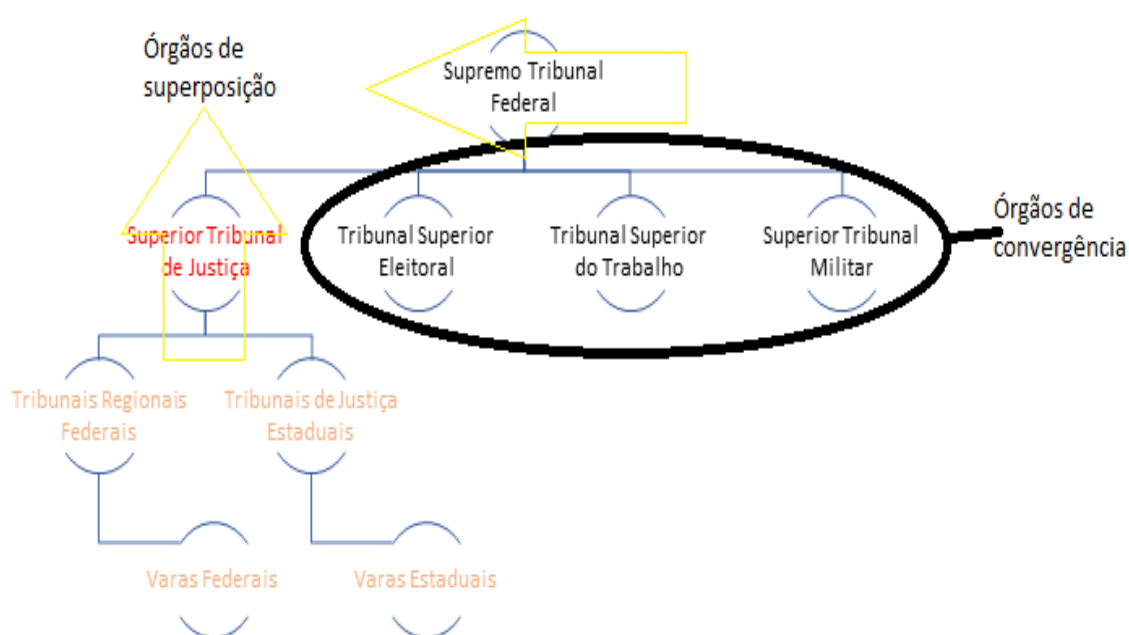 Órgãos de
superposição
Supremo Tribunal
Federal
Superior Tribunal
de Justiça
Tribunal Superior
Eleitoral
Tribunal Superior
do Trabalho
Superior Tribunal
Militar
Órgãos de
convergência
Tribunais Regionais
Federais
Tribunais de Justiça
Estaduais
Varas Federais
Varas Estaduais